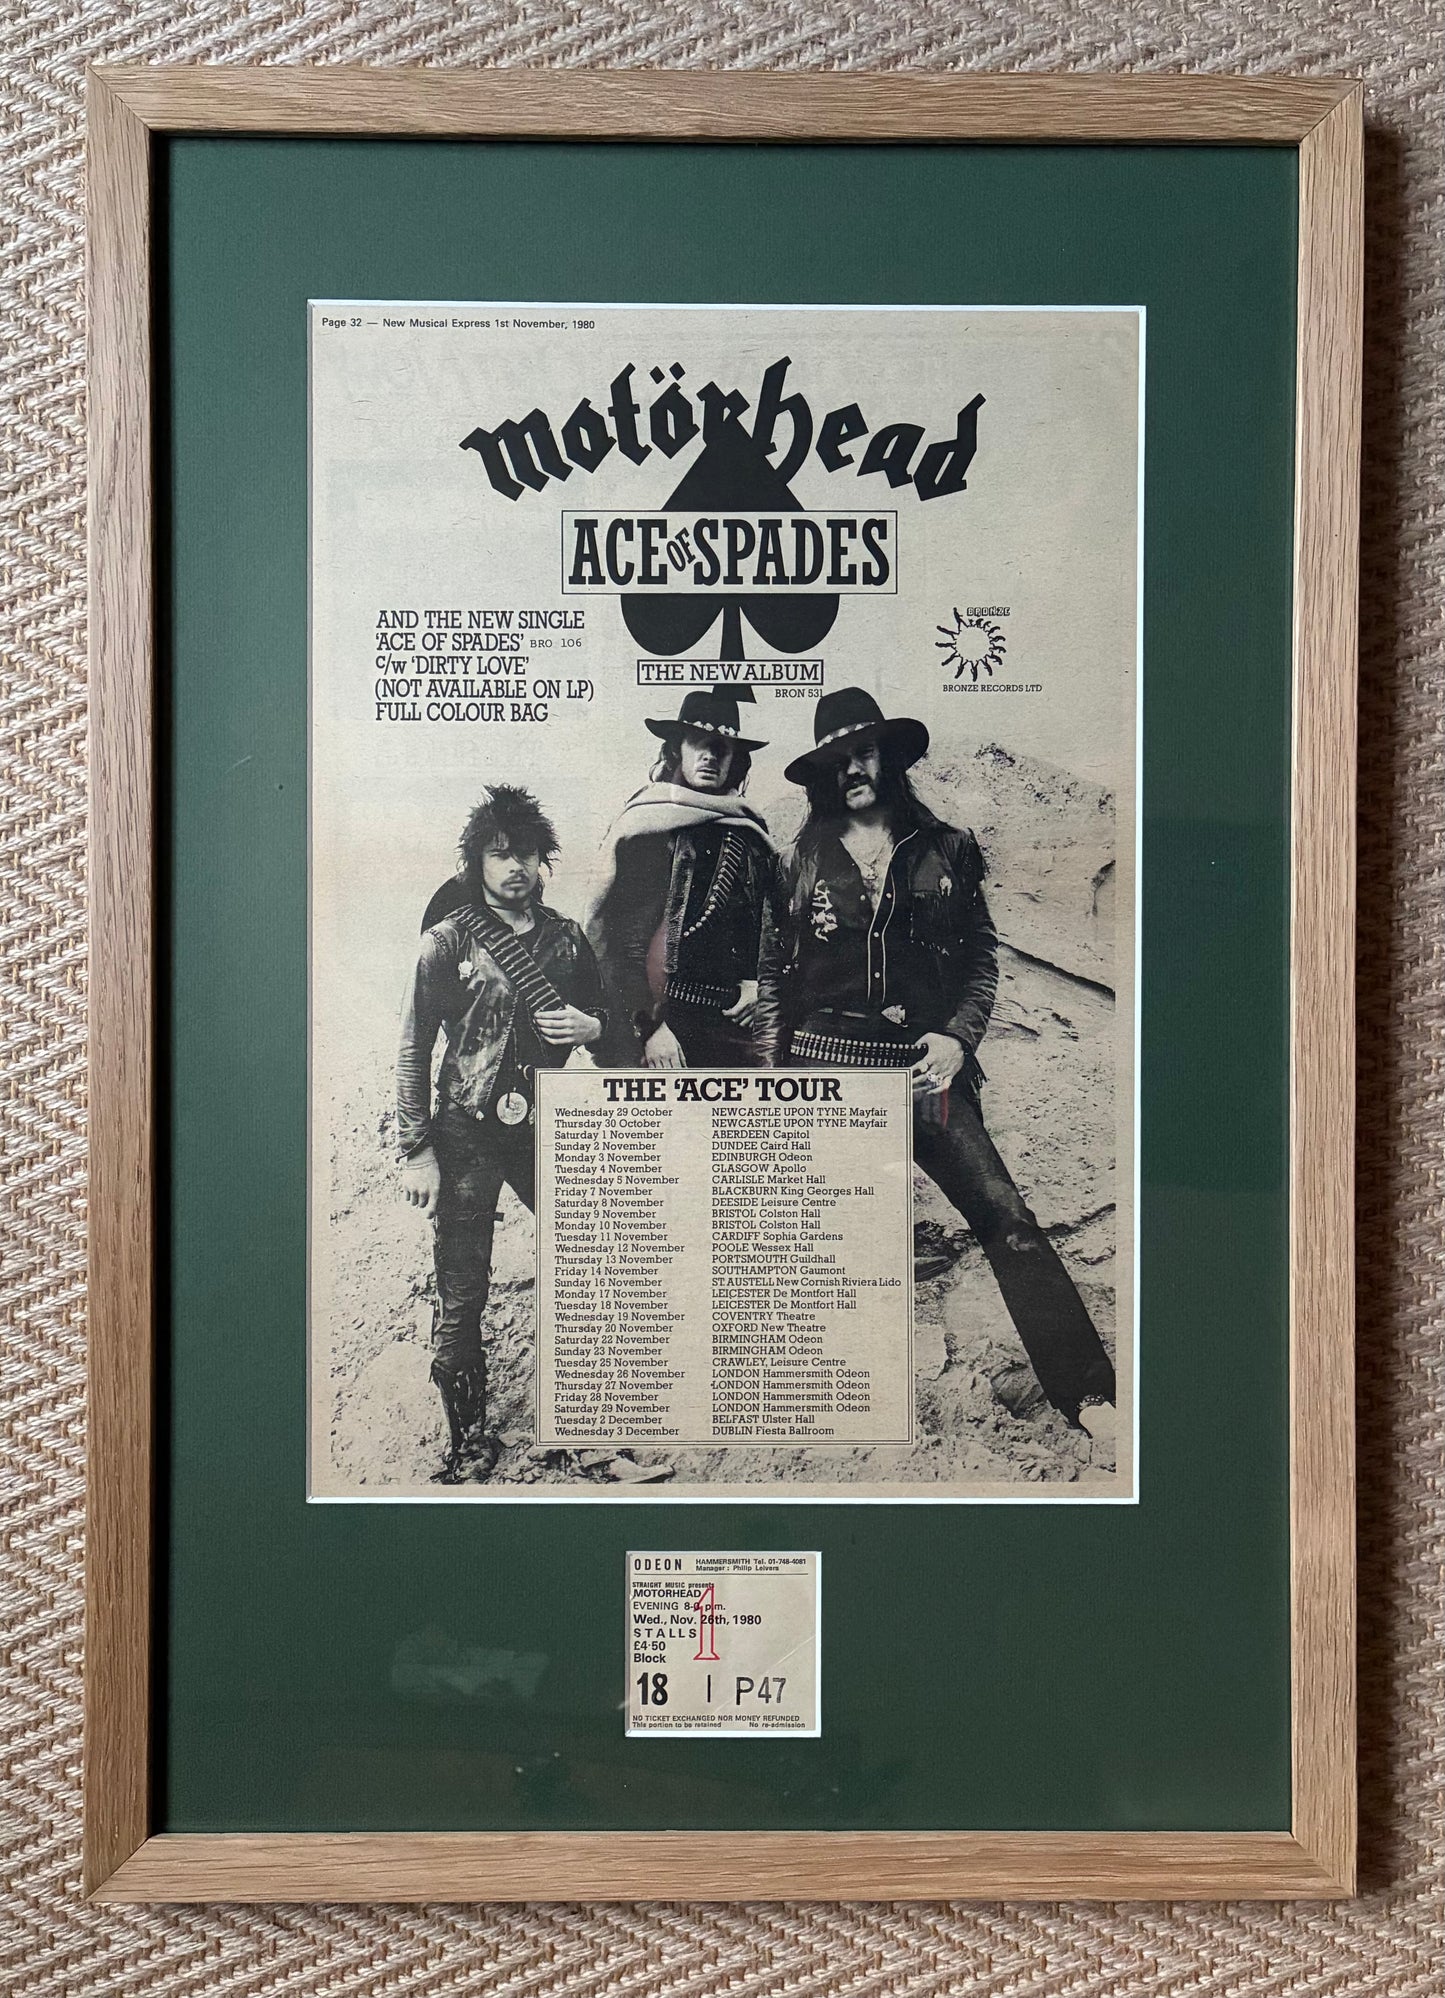 Page 32 — New Musical Express 1st November, 1980
motörhead
ACE OF SPADES
AND THE NEW SINGLE
'ACE OF SPADES' BRO 106
c/w 'DIRTY LOVE'
(NOT AVAILABLE ON LP)
FULL COLOUR BAG
THE NEW ALBUM
BRON 531
BRONZE
BRONZE RECORDS LTD
THE 'ACE' TOUR
Wednesday 29 October NEWCASTLE UPON TYNE Mayfair
Thursday 30 October NEWCASTLE UPON TYNE Mayfair
Saturday 1 November ABERDEEN Capitol
Sunday 2 November DUNDEE Caird Hall
Monday 3 November EDINBURGH Odeon
Tuesday 4 November GLASGOW Apollo
Wednesday 5 November CARLISLE Market Hall
Friday 7 November BLACKBURN King Georges Hall
Saturday 8 November DEESIDE Leisure Centre
Sunday 9 November BRISTOL Colston Hall
Monday 10 November BRISTOL Colston Hall
Tuesday 11 November CARDIFF Sophia Gardens
Wednesday 12 November POOLE Wessex Hall
Thursday 13 November PORTSMOUTH Guildhall
Friday 14 November SOUTHAMPTON Gaumont
Sunday 16 November ST. AUSTELL New Cornish Riviera Lido
Monday 17 November LEICESTER De Montfort Hall
Tuesday 18 November LEICESTER De Montfort Hall
Wednesday 19 November COVENTRY Theatre
Thursday 20 November OXFORD New Theatre
Saturday 22 November BIRMINGHAM Odeon
Sunday 23 November BIRMINGHAM Odeon
Tuesday 25 November CRAWLEY, Leisure Centre
Wednesday 26 November LONDON Hammersmith Odeon
Thursday 27 November LONDON Hammersmith Odeon
Friday 28 November LONDON Hammersmith Odeon
Saturday 29 November LONDON Hammersmith Odeon
Tuesday 2 December BELFAST Ulster Hall
Wednesday 3 December DUBLIN Fiesta Ballroom
ODEON HAMMERSMITH Tel. 01-748-4081
Manager: Philip Leivers
STRAIGHT MUSIC presents
MOTORHEAD
EVENING 8-0 p.m.
Wed., Nov. 26th, 1980
STALLS
£4·50
Block
1
18 | P47
NO TICKET EXCHANGED NOR MONEY REFUNDED
This portion to be retained No re-admission